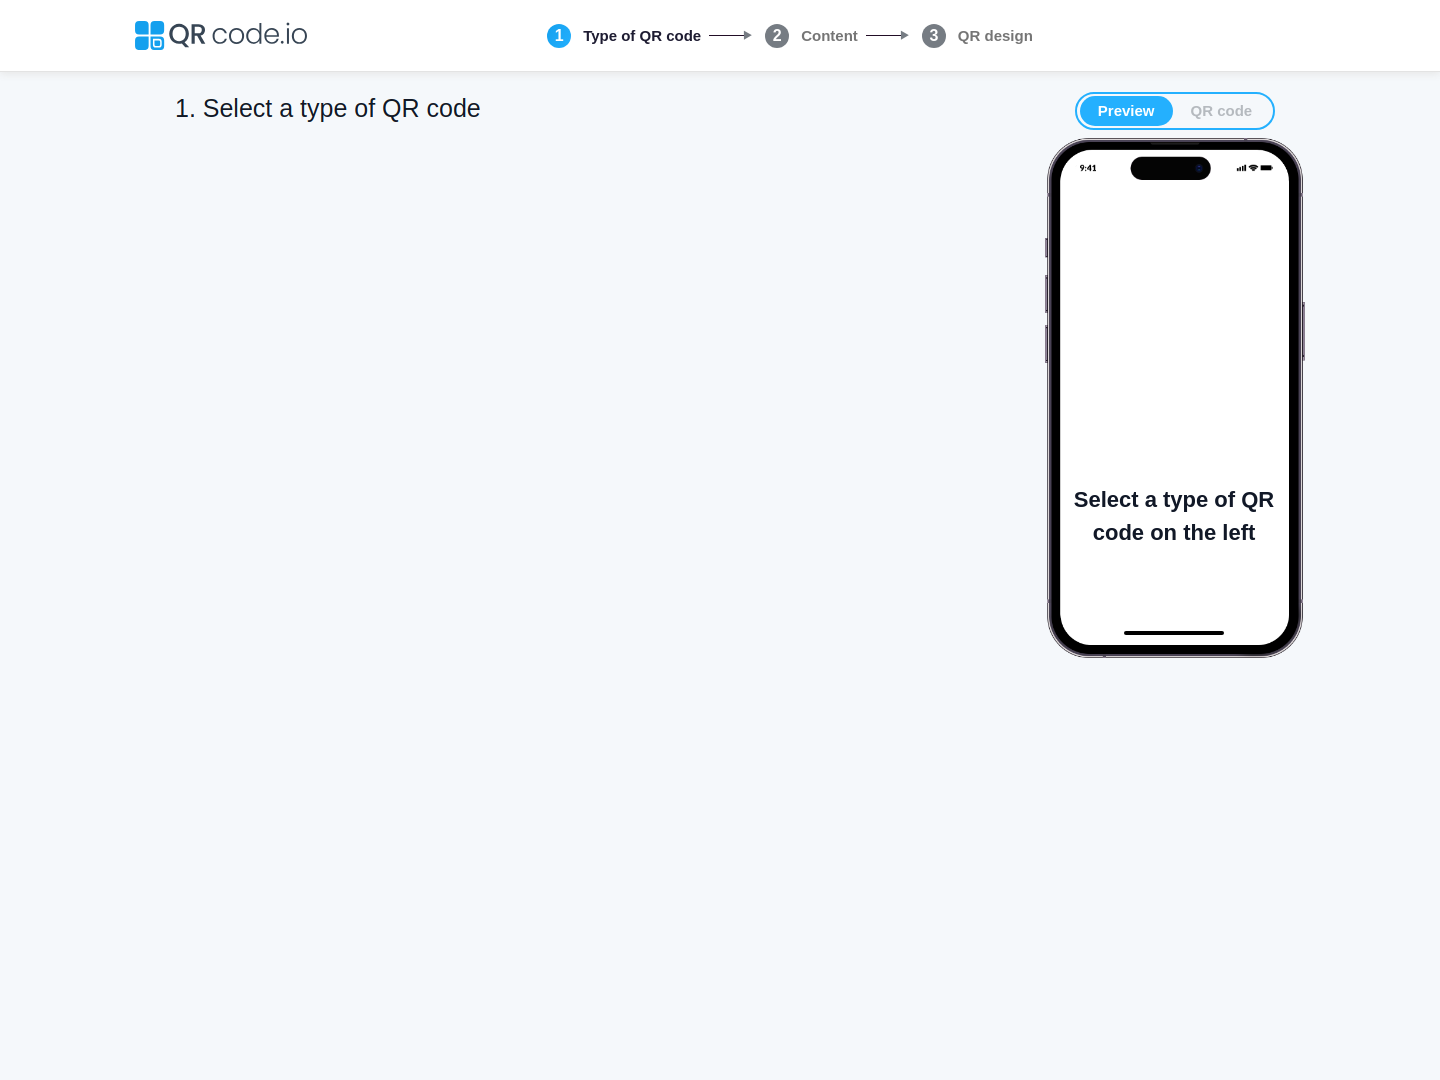 QR code.io
1 Type of QR code
2 Content
3 QR design
1. Select a type of QR code
Preview
QR code
9:41
Select a type of QR
code on the left